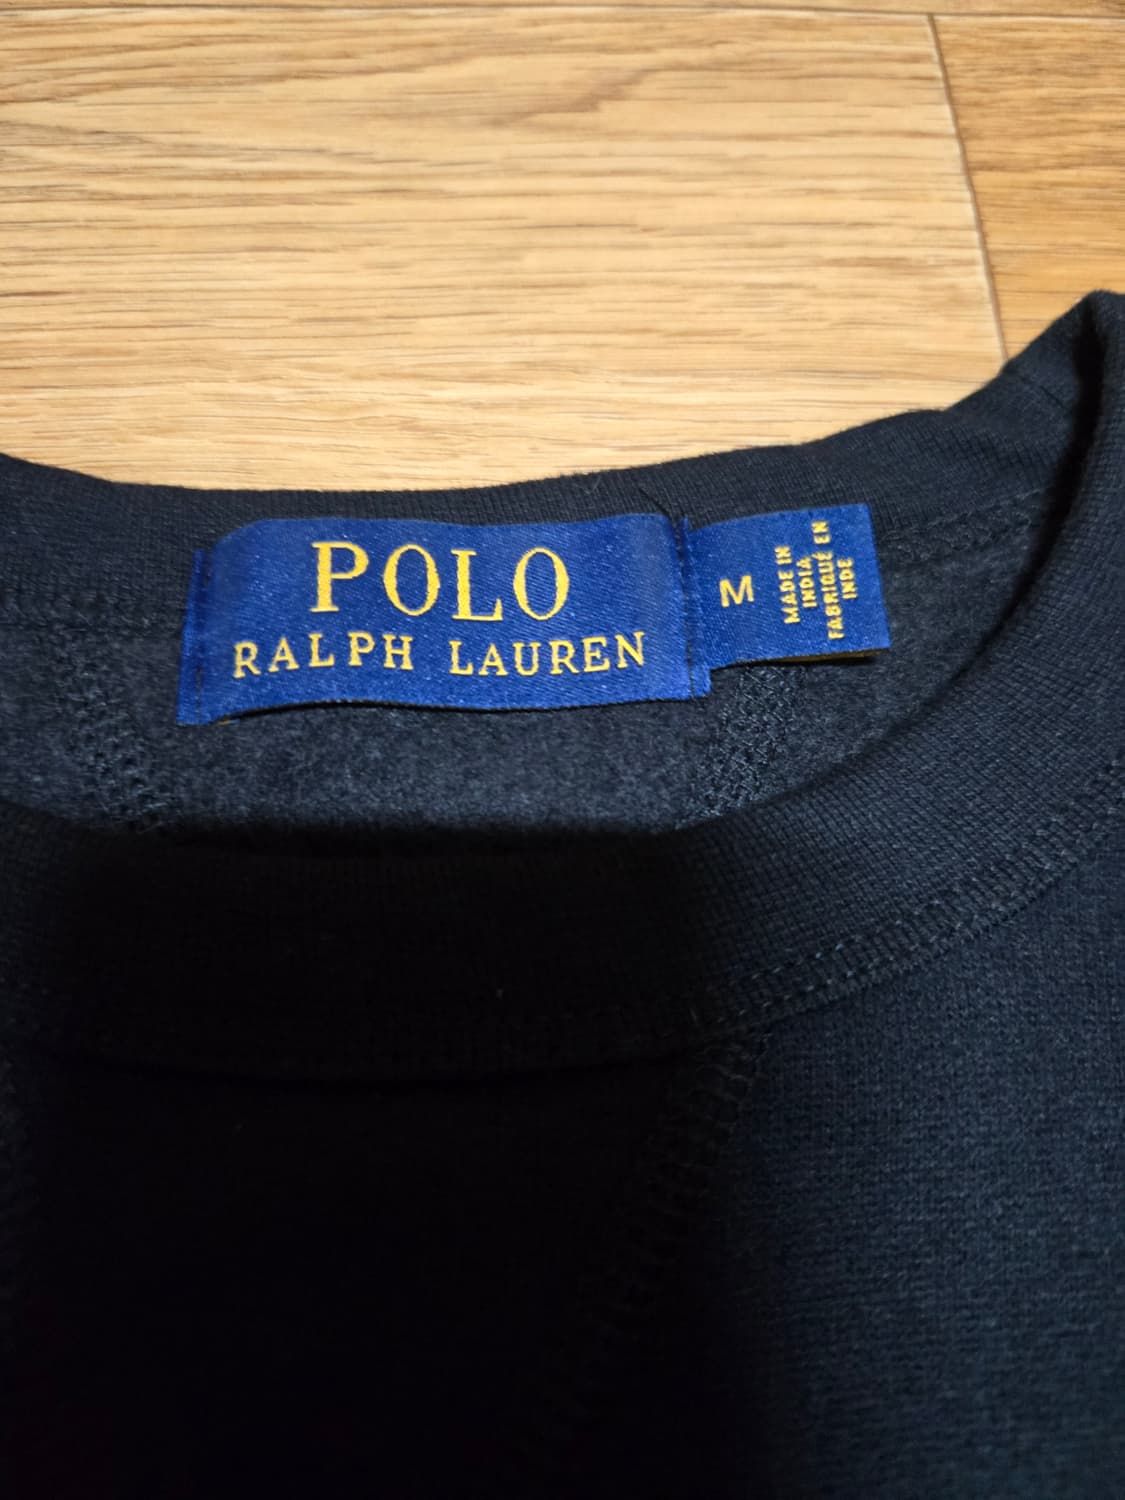 POLO
RALPH LAUREN
M
MADE IN
INDIA
FABRIQUÉ EN
INDE